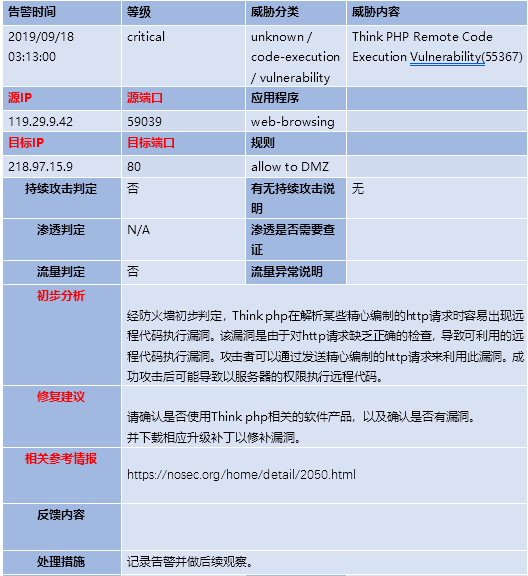 告警时间 等级 威胁分类 威胁内容
2019/09/18 critical unknown / Think PHP Remote Code
03:13:00 code-execution Execution Vulnerability(55367)
/ vulnerability
源IP 源端口 应用程序
119.29.9.42 59039 web-browsing
目标IP 目标端口 规则
218.97.15.9 80 allow to DMZ
持续攻击判定 否 有无持续攻击说 无
明
渗透判定 N/A 渗透是否需要查
证
流量判定 否 流量异常说明
初步分析
经防火墙初步判定，Think php在解析某些精心编制的http请求时容易出现远
程代码执行漏洞。该漏洞是由于对http请求缺乏正确的检查，导致可利用的远
程代码执行漏洞。攻击者可以通过发送精心编制的http请求来利用此漏洞。成
功攻击后可能导致以服务器的权限执行远程代码。
修复建议
请确认是否使用Think php相关的软件产品，以及确认是否有漏洞。
并下载相应升级补丁以修补漏洞。
相关参考情报
https://nosec.org/home/detail/2050.html
反馈内容
处理措施 记录告警并做后续观察。